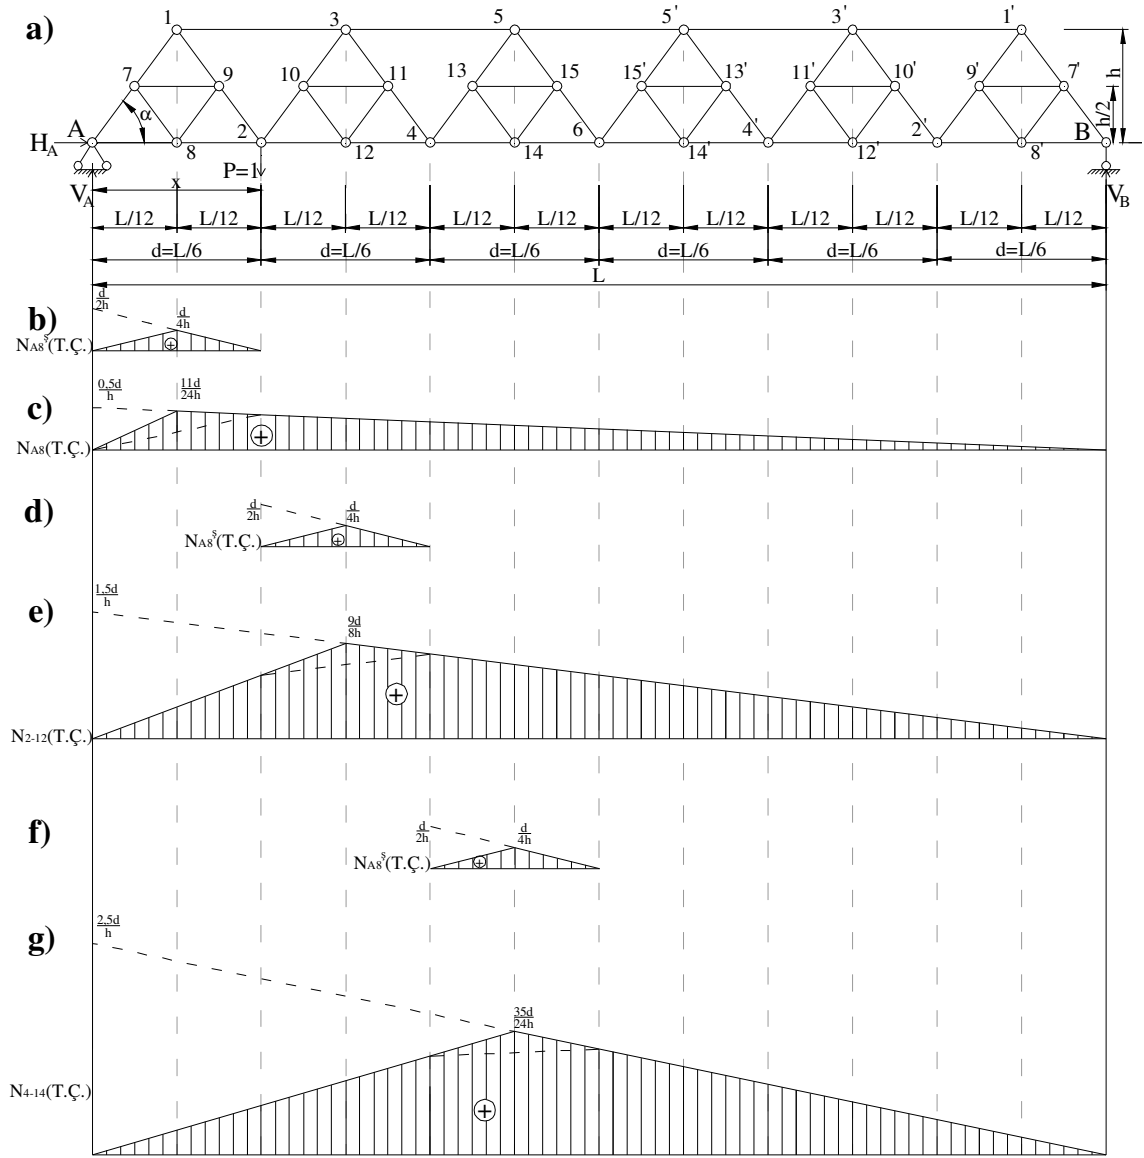 a)
1 3 5 5' 3' 1'
7 9 10 11 13 15 15' 13' 11' 10' 9' 7'
α
h
h/2
A B
H_A
8 2 12 4 14 6 14' 4' 12' 2' 8'
P=1
V_A V_B
x
L/12 L/12 L/12 L/12 L/12 L/12 L/12 L/12 L/12 L/12 L/12 L/12
d=L/6 d=L/6 d=L/6 d=L/6 d=L/6 d=L/6
L
b)
d/2h d/4h
N_A8^ş(T.Ç.)
+
c)
0,5d/h 11d/24h
N_A8(T.Ç.)
+
d)
d/2h d/4h
N_A8^ş(T.Ç.)
+
e)
1,5d/h 9d/8h
N_2-12(T.Ç.)
+
f)
d/2h d/4h
N_A8^ş(T.Ç.)
+
g)
2,5d/h
35d/24h
N_4-14(T.Ç.)
+